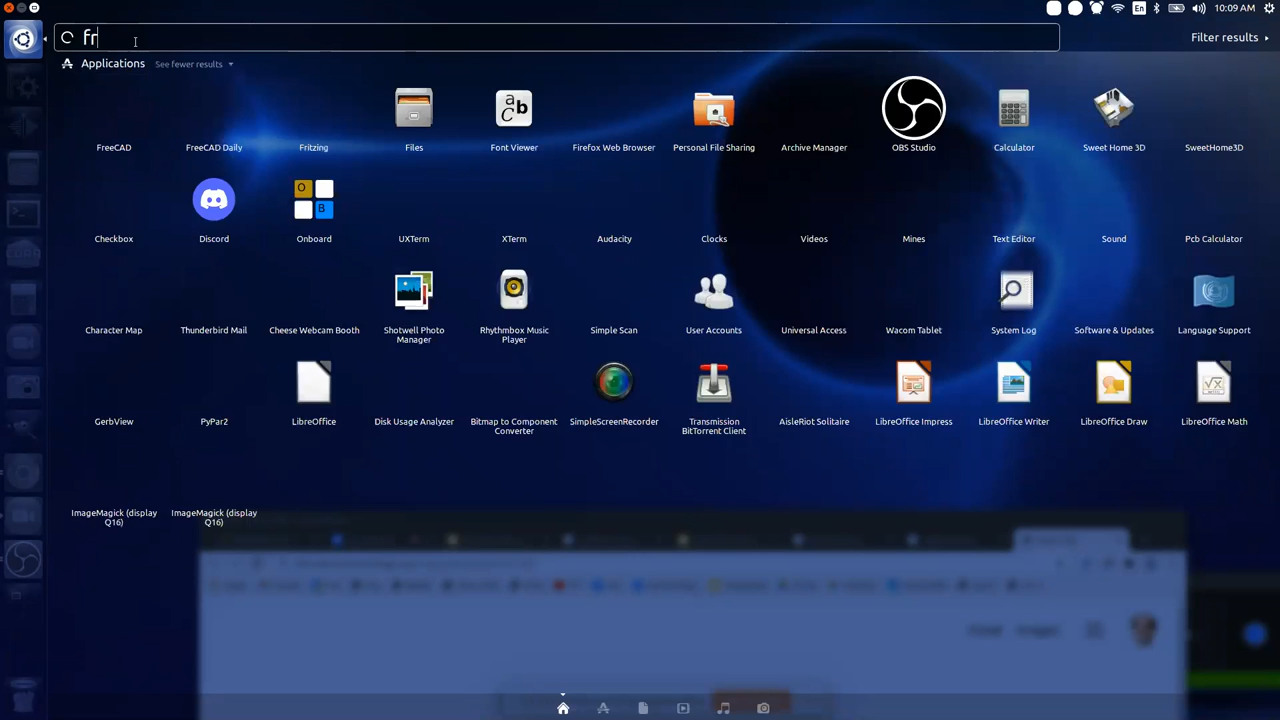 En
10:09 AM
fr
Filter results
Applications See fewer results
FreeCAD FreeCAD Daily Fritzing Files Font Viewer Firefox Web Browser Personal File Sharing Archive Manager OBS Studio Calculator Sweet Home 3D SweetHome3D
Checkbox Discord Onboard UXTerm XTerm Audacity Clocks Videos Mines Text Editor Sound Pcb Calculator
Character Map Thunderbird Mail Cheese Webcam Booth Shotwell Photo Manager Rhythmbox Music Player Simple Scan User Accounts Universal Access Wacom Tablet System Log Software & Updates Language Support
GerbView PyPar2 LibreOffice Disk Usage Analyzer Bitmap to Component Converter SimpleScreenRecorder Transmission BitTorrent Client AisleRiot Solitaire LibreOffice Impress LibreOffice Writer LibreOffice Draw LibreOffice Math
ImageMagick (display Q16) ImageMagick (display Q16)